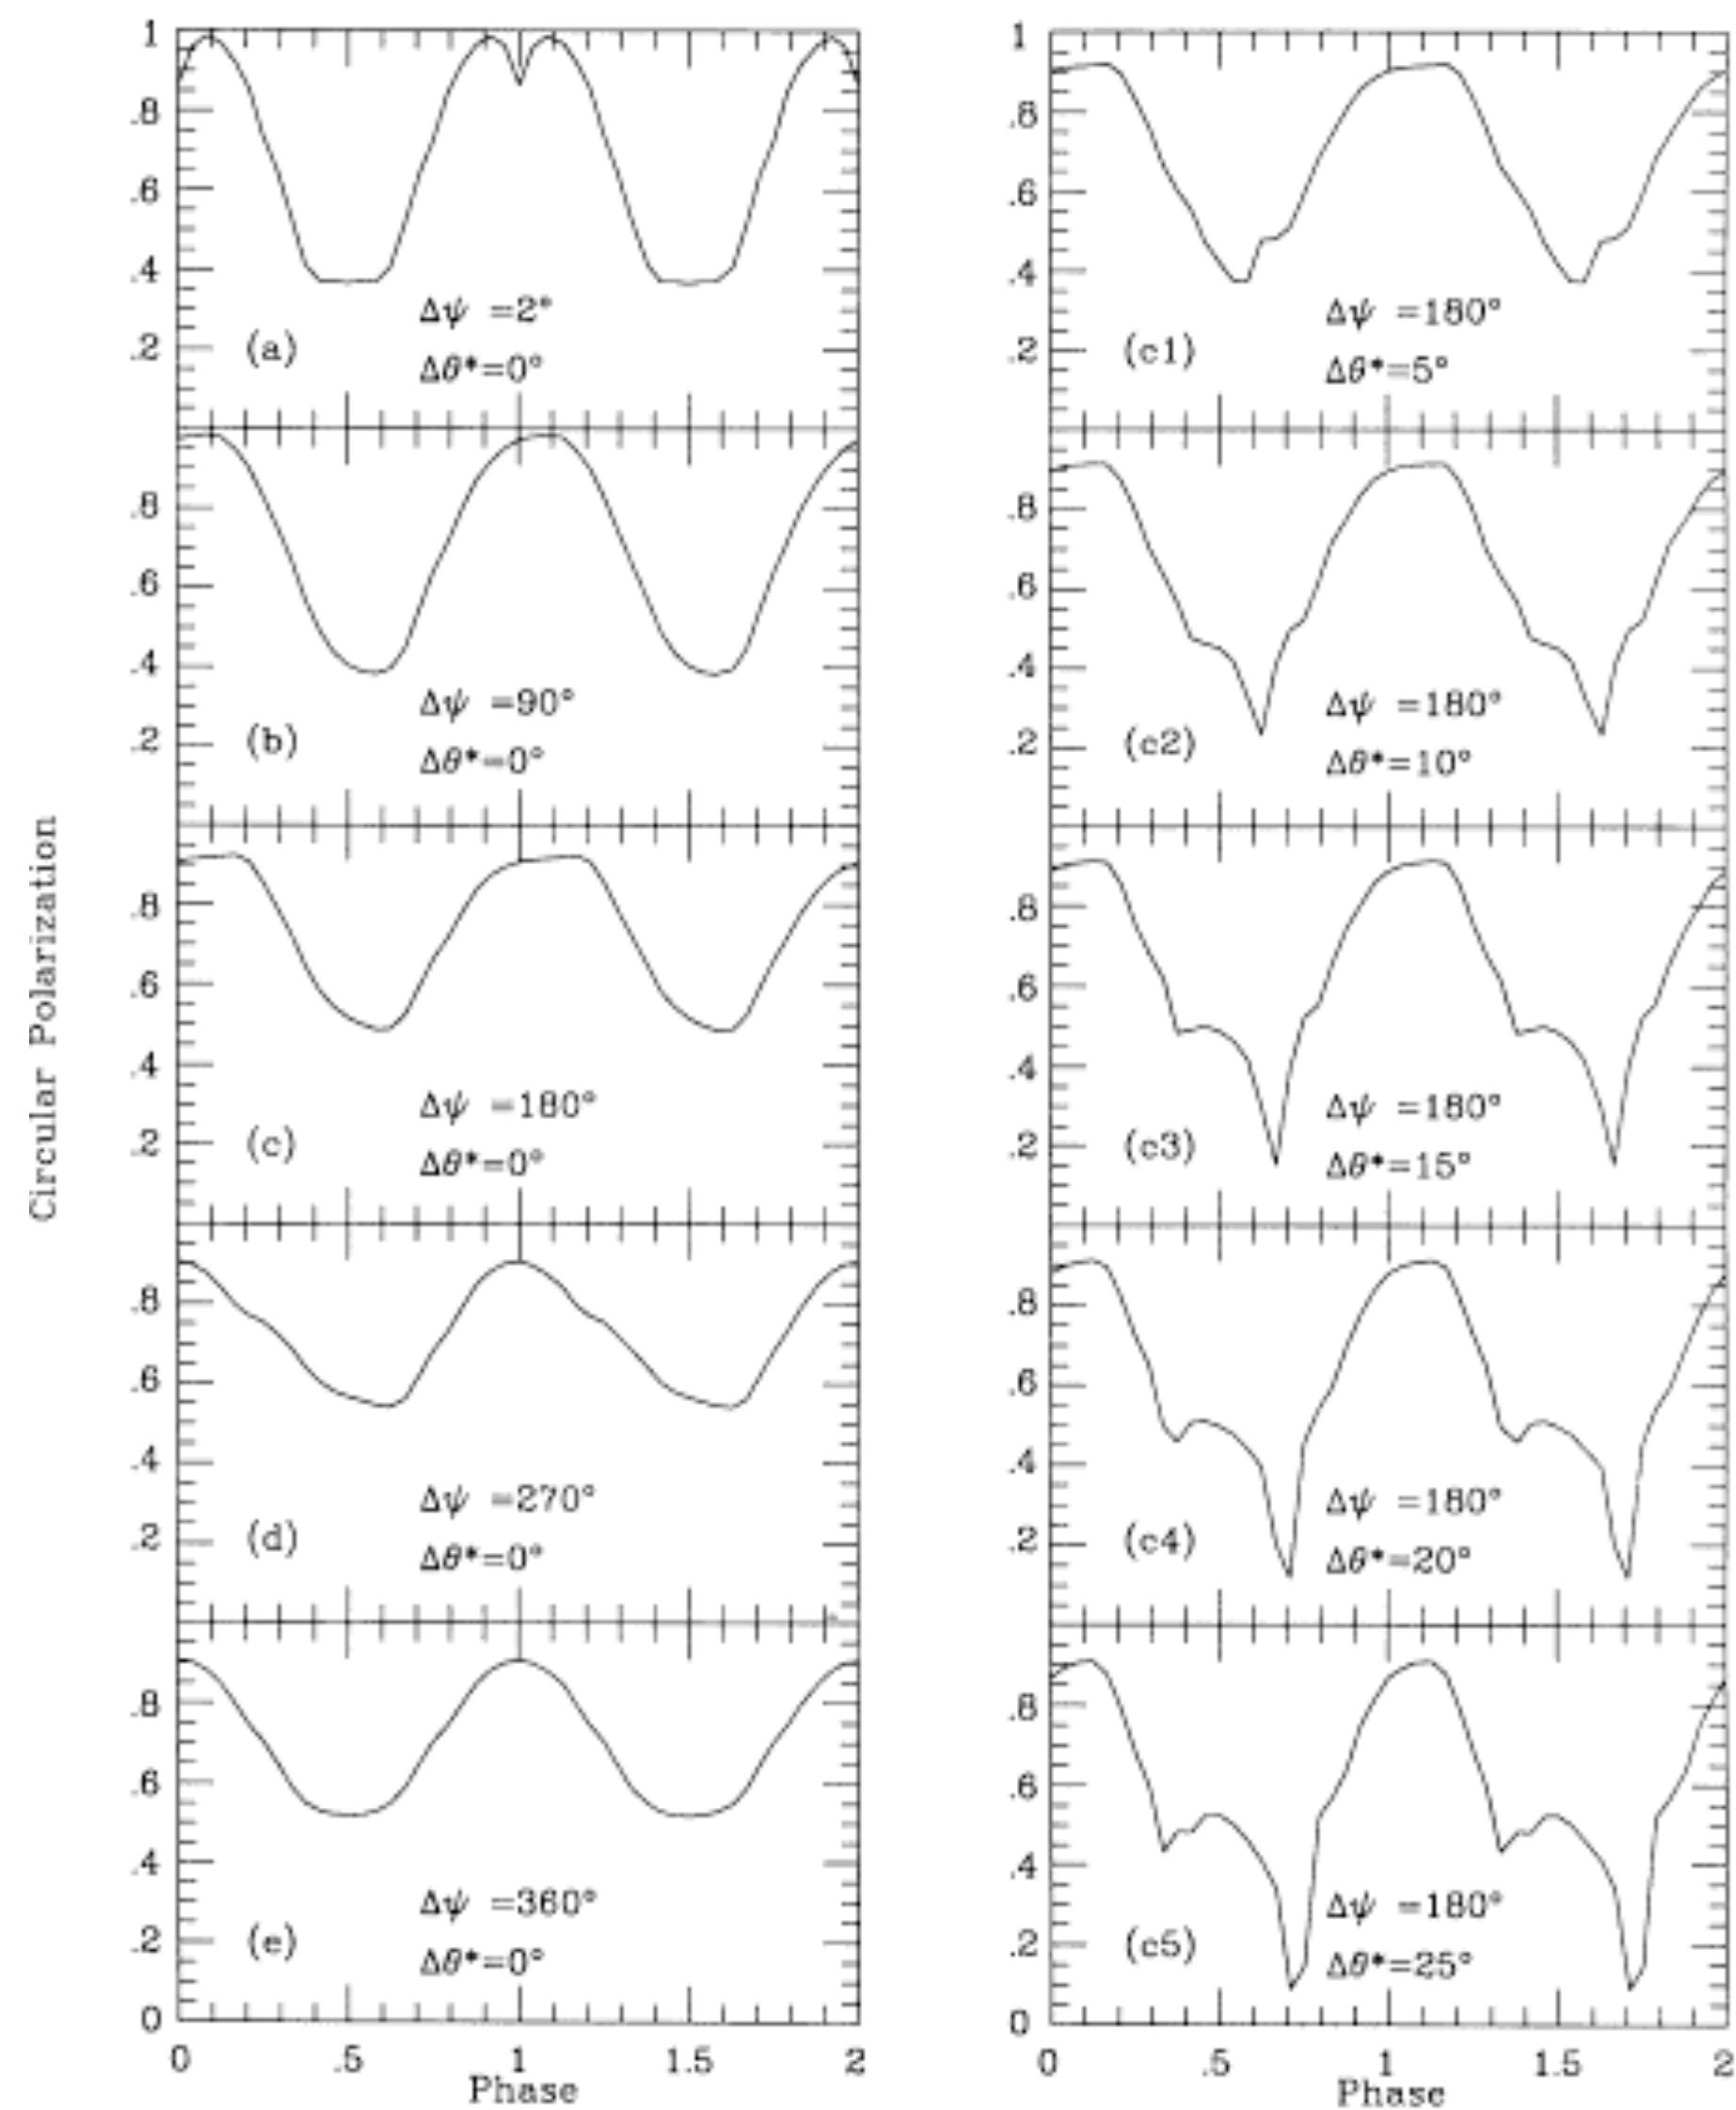 Circular Polarization
1
.8
.6
.4
.2
(a)
Δψ =2°
Δθ*=0°
.8
.6
.4
.2
(b)
Δψ =90°
Δθ*=0°
.8
.6
.4
.2
(c)
Δψ =180°
Δθ*=0°
.8
.6
.4
.2
(d)
Δψ =270°
Δθ*=0°
.8
.6
.4
.2
0
(e)
Δψ =360°
Δθ*=0°
0 .5 1 1.5 2
Phase
1
.8
.6
.4
.2
(c1)
Δψ =180°
Δθ*=5°
.8
.6
.4
.2
(c2)
Δψ =180°
Δθ*=10°
.8
.6
.4
.2
(c3)
Δψ =180°
Δθ*=15°
.8
.6
.4
.2
(c4)
Δψ =180°
Δθ*=20°
.8
.6
.4
.2
0
(c5)
Δψ =180°
Δθ*=25°
0 .5 1 1.5 2
Phase